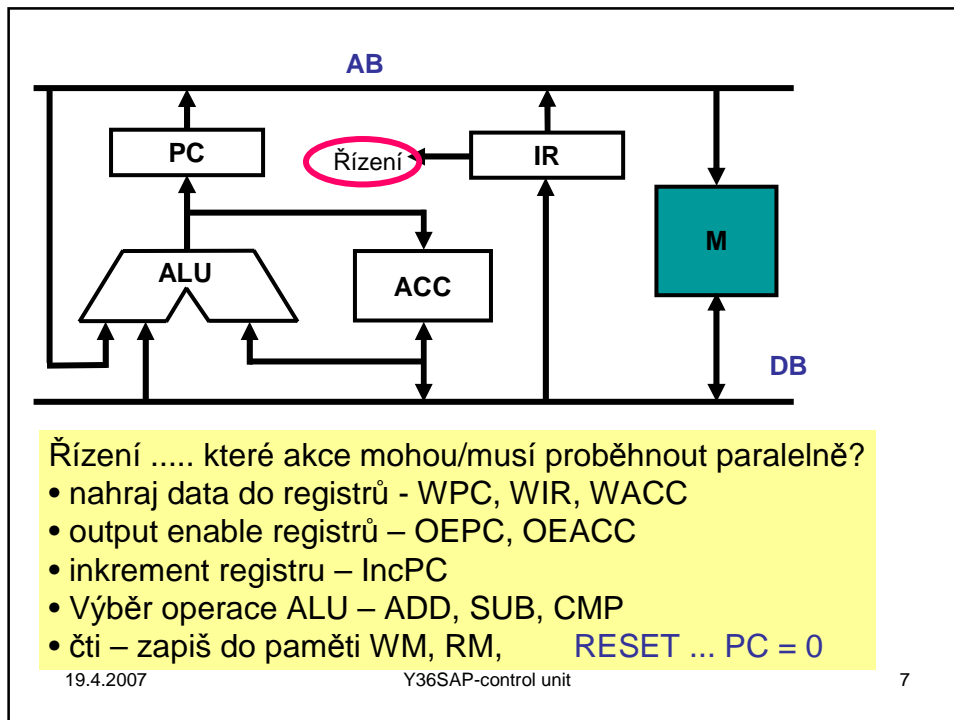 AB
PC
Řízení
IR
M
ALU
ACC
DB
Řízení ..... které akce mohou/musí proběhnout paralelně?
• nahraj data do registrů - WPC, WIR, WACC
• output enable registrů – OEPC, OEACC
• inkrement registru – IncPC
• Výběr operace ALU – ADD, SUB, CMP
• čti – zapiš do paměti WM, RM, RESET ... PC = 0
19.4.2007 Y36SAP-control unit 7